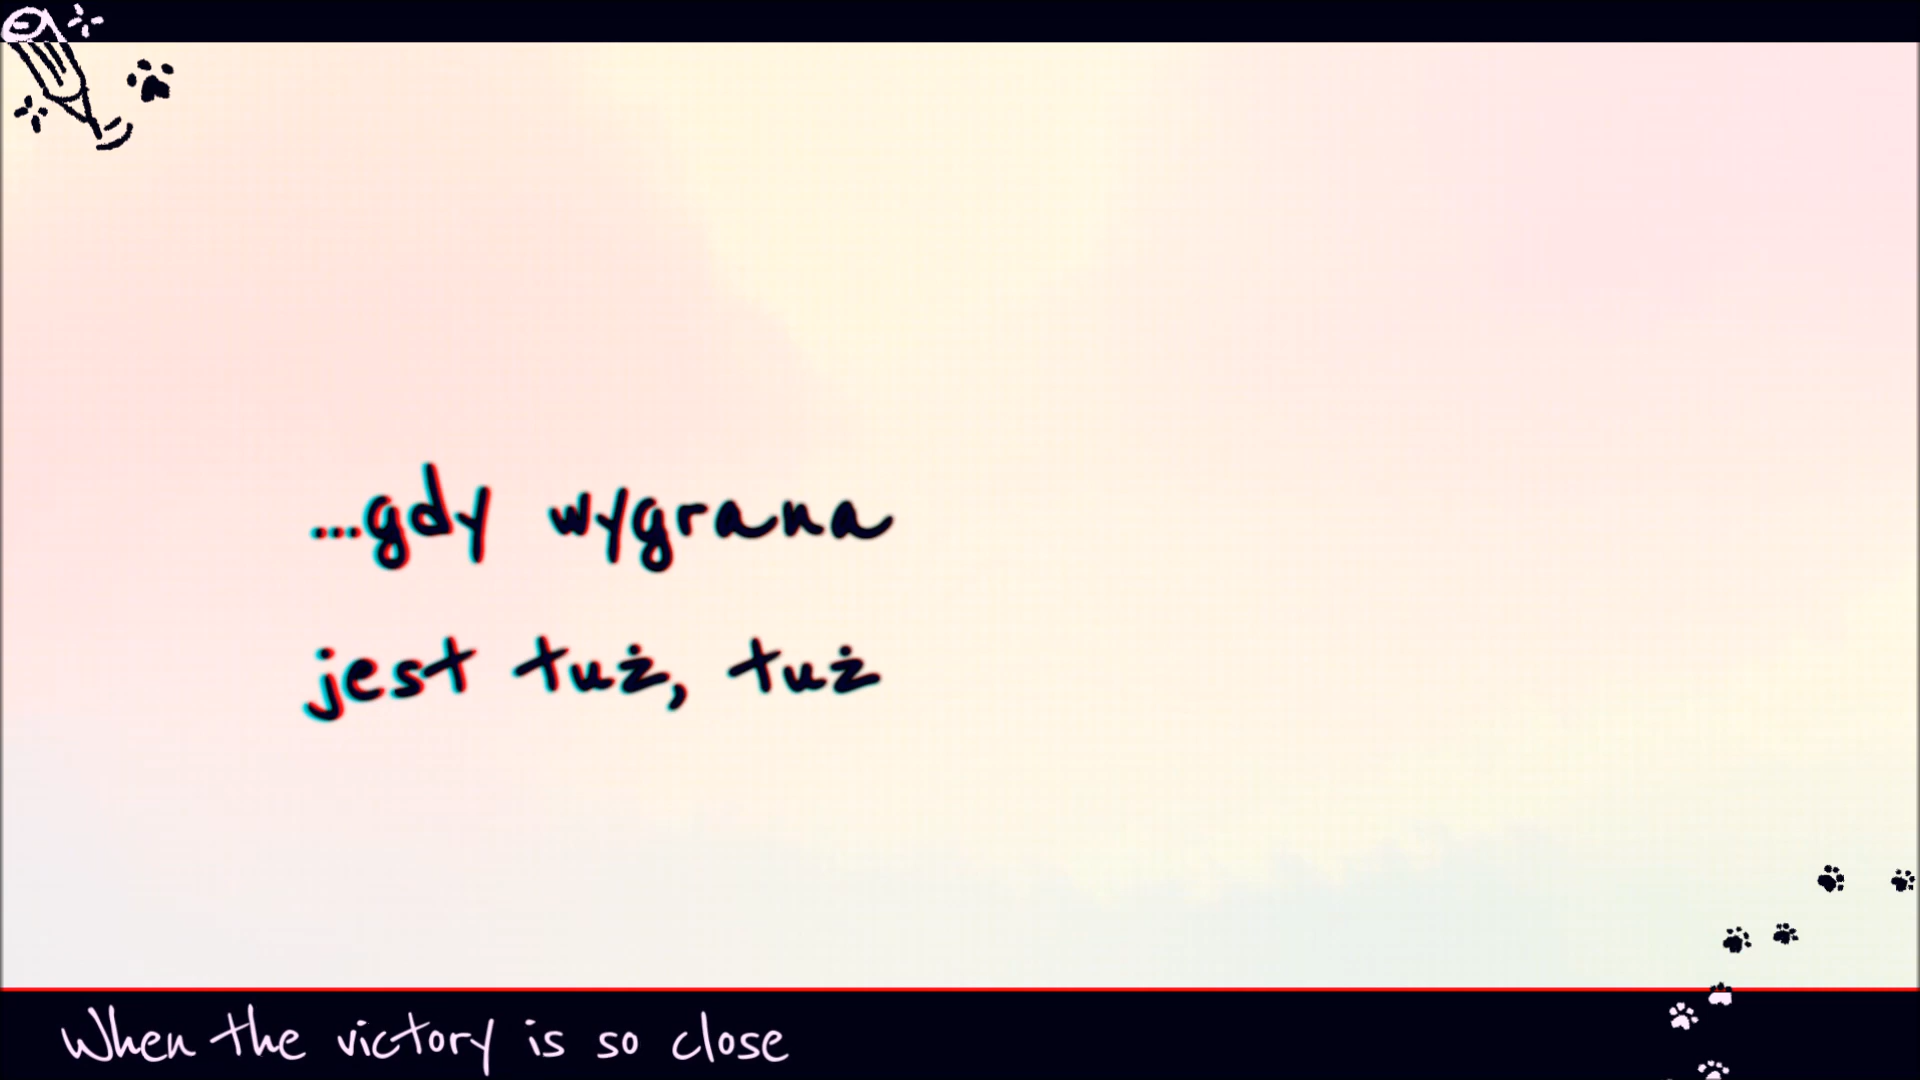 ...gdy wygrana
jest tuż, tuż
When the victory is so close